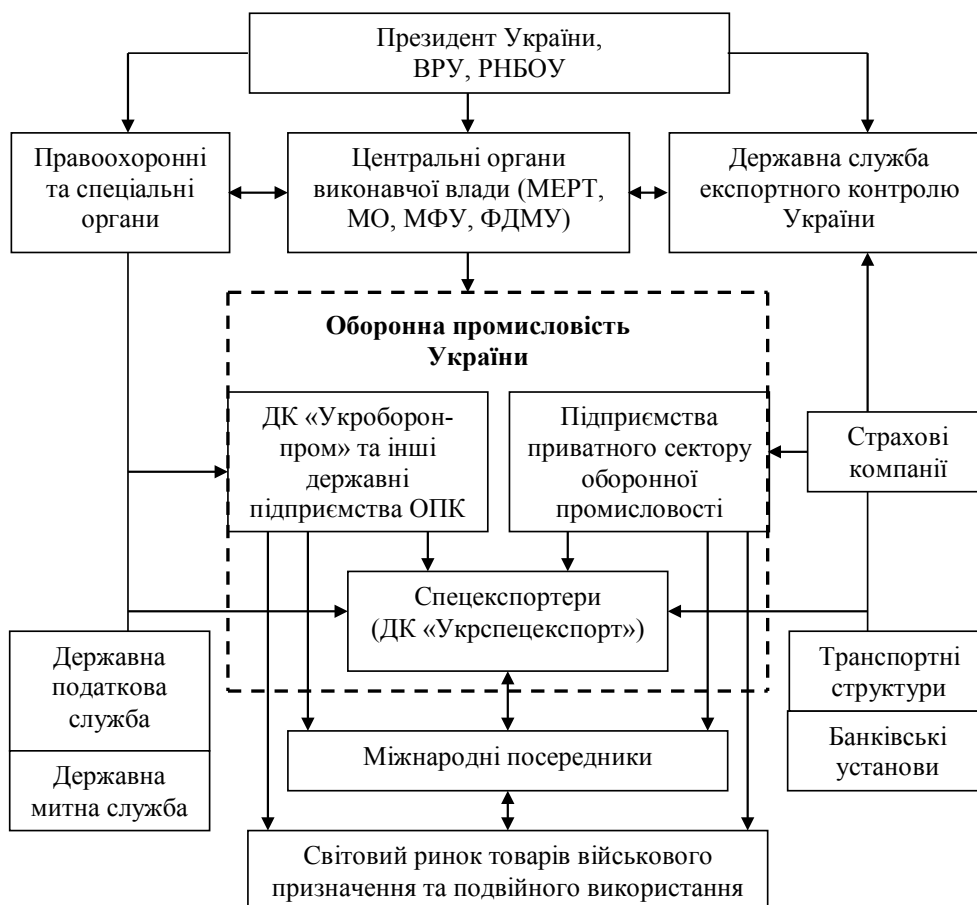 Президент України,
ВРУ, РНБОУ
Правоохоронні
та спеціальні
органи
Центральні органи
виконавчої влади (МЕРТ,
МО, МФУ, ФДМУ)
Державна служба
експортного контролю
України
Оборонна промисловість
України
ДК «Укроборон-
пром» та інші
державні
підприємства ОПК
Підприємства
приватного сектору
оборонної
промисловості
Страхові
компанії
Спецекспортери
(ДК «Укрспецекспорт»)
Державна
податкова
служба
Транспортні
структури
Державна
митна служба
Міжнародні посередники
Банківські
установи
Світовий ринок товарів військового
призначення та подвійного використання